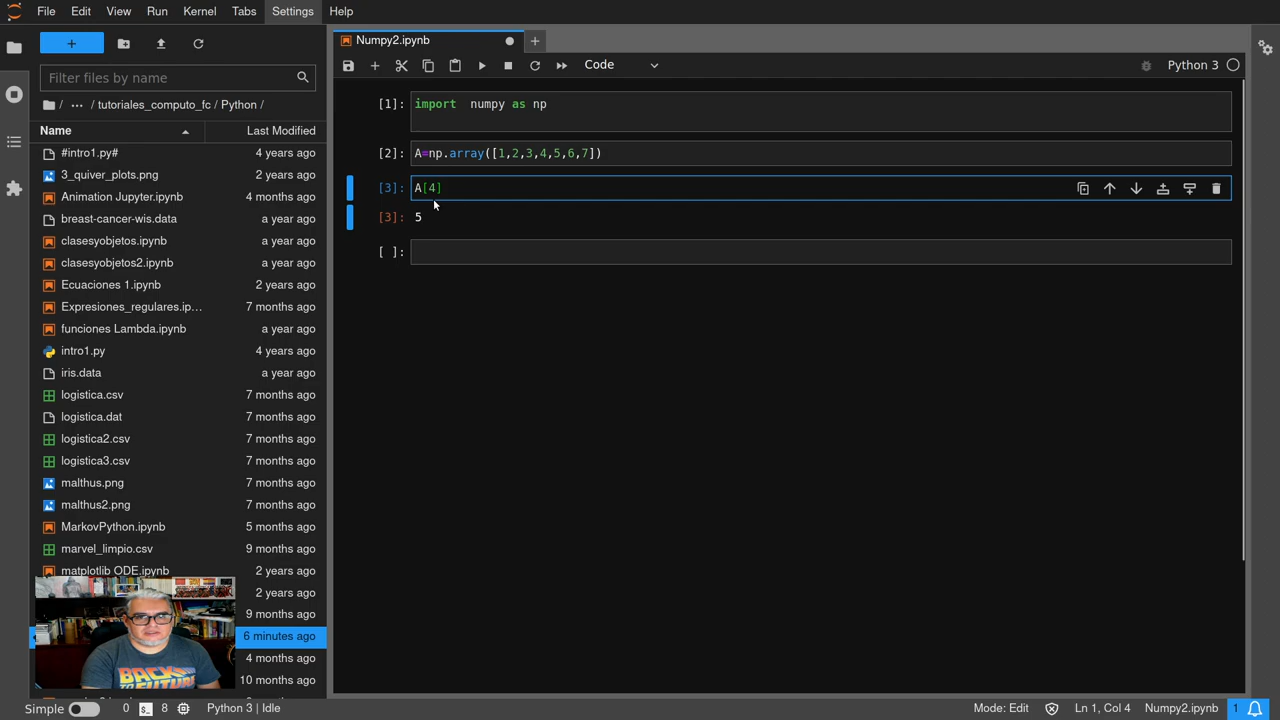 File Edit View Run Kernel Tabs Settings Help
Filter files by name
/ ... / tutoriales_computo_fc / Python /
Name Last Modified
#intro1.py# 4 years ago
3_quiver_plots.png 2 years ago
Animation Jupyter.ipynb 4 months ago
breast-cancer-wis.data a year ago
clasesyobjetos.ipynb a year ago
clasesyobjetos2.ipynb a year ago
Ecuaciones 1.ipynb 2 years ago
Expresiones_regulares.ip... 7 months ago
funciones Lambda.ipynb a year ago
intro1.py 4 years ago
iris.data a year ago
logistica.csv 7 months ago
logistica.dat 7 months ago
logistica2.csv 7 months ago
logistica3.csv 7 months ago
malthus.png 7 months ago
malthus2.png 7 months ago
MarkovPython.ipynb 5 months ago
marvel_limpio.csv 9 months ago
matplotlib ODE.ipynb 2 years ago
2 years ago
9 months ago
6 minutes ago
4 months ago
10 months ago
BACK TO FUTURE
Numpy2.ipynb
Code
Python 3
[1]: import  numpy as np
[2]: A=np.array([1,2,3,4,5,6,7])
[3]: A[4]
[3]: 5
[ ]:
Simple 0 8 Python 3 | Idle
Mode: Edit Ln 1, Col 4 Numpy2.ipynb 1